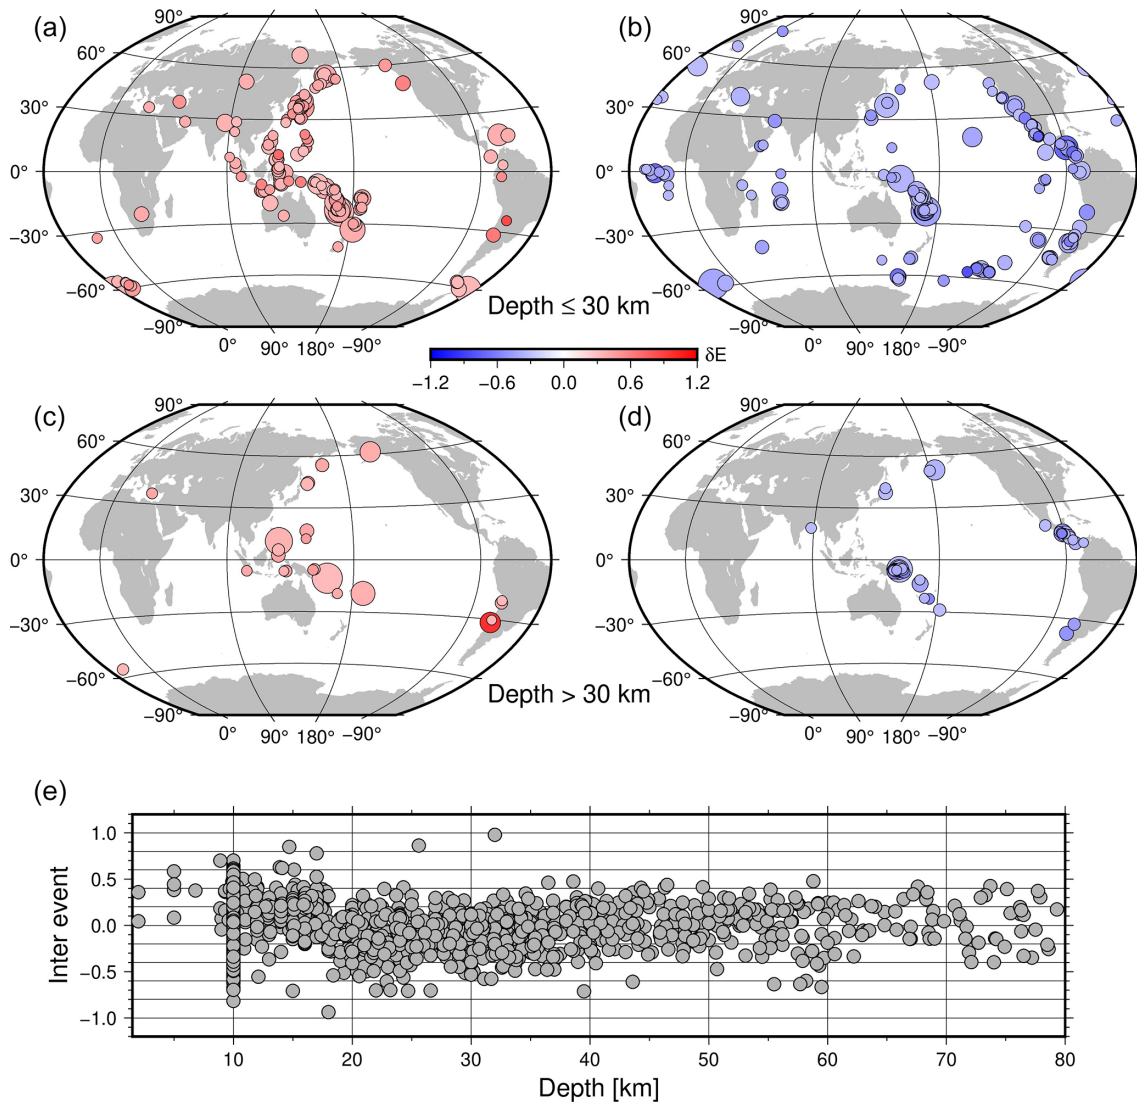 (a)
(b)
90° 90°
60° 60°
30° 30°
0° 0°
−30° −30°
−60° −60°
Depth ≤ 30 km
−90° −90°
0° 90° 180° −90° 0° 90° 180° −90°
δE
−1.2 −0.6 0.0 0.6 1.2
(c)
(d)
90° 90°
60° 60°
30° 30°
0° 0°
−30° −30°
−60° −60°
Depth > 30 km
−90° −90°
0° 90° 180° −90° 0° 90° 180° −90°
(e)
1.0
0.5
0.0
−0.5
−1.0
Inter event
10 20 30 40 50 60 70 80
Depth [km]